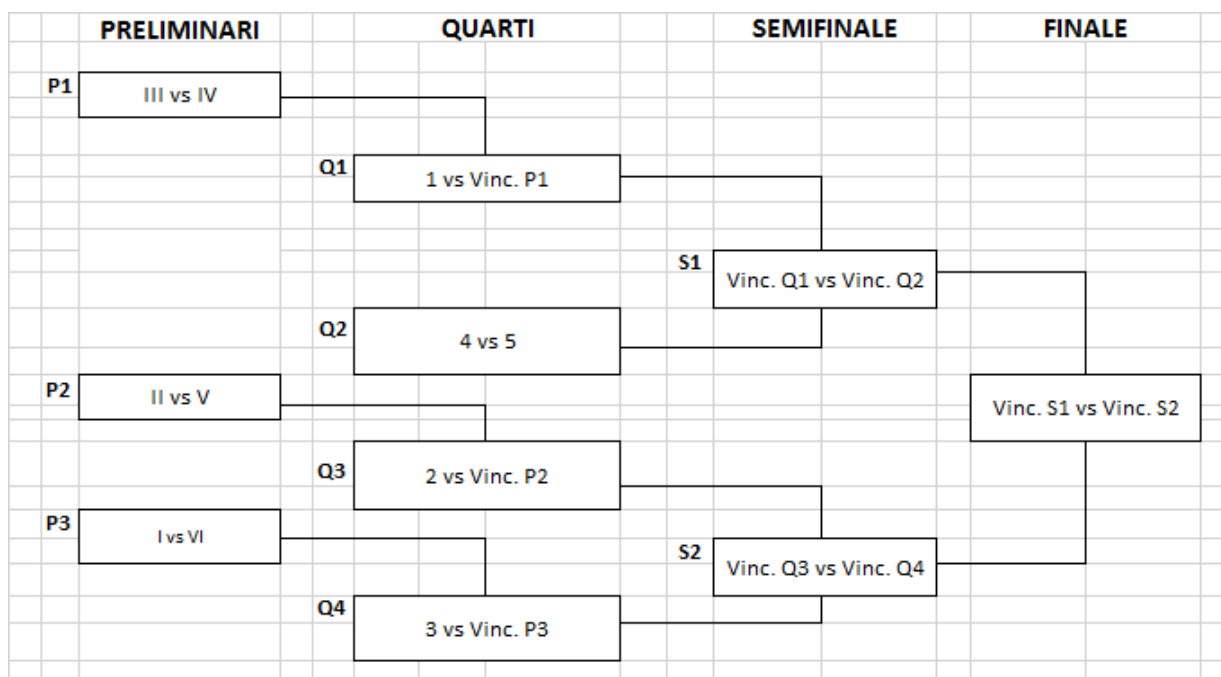 PRELIMINARI QUARTI SEMIFINALE FINALE
P1 III vs IV
Q1 1 vs Vinc. P1
S1 Vinc. Q1 vs Vinc. Q2
Q2 4 vs 5
P2 II vs V
Vinc. S1 vs Vinc. S2
Q3 2 vs Vinc. P2
P3 I vs VI
S2 Vinc. Q3 vs Vinc. Q4
Q4 3 vs Vinc. P3